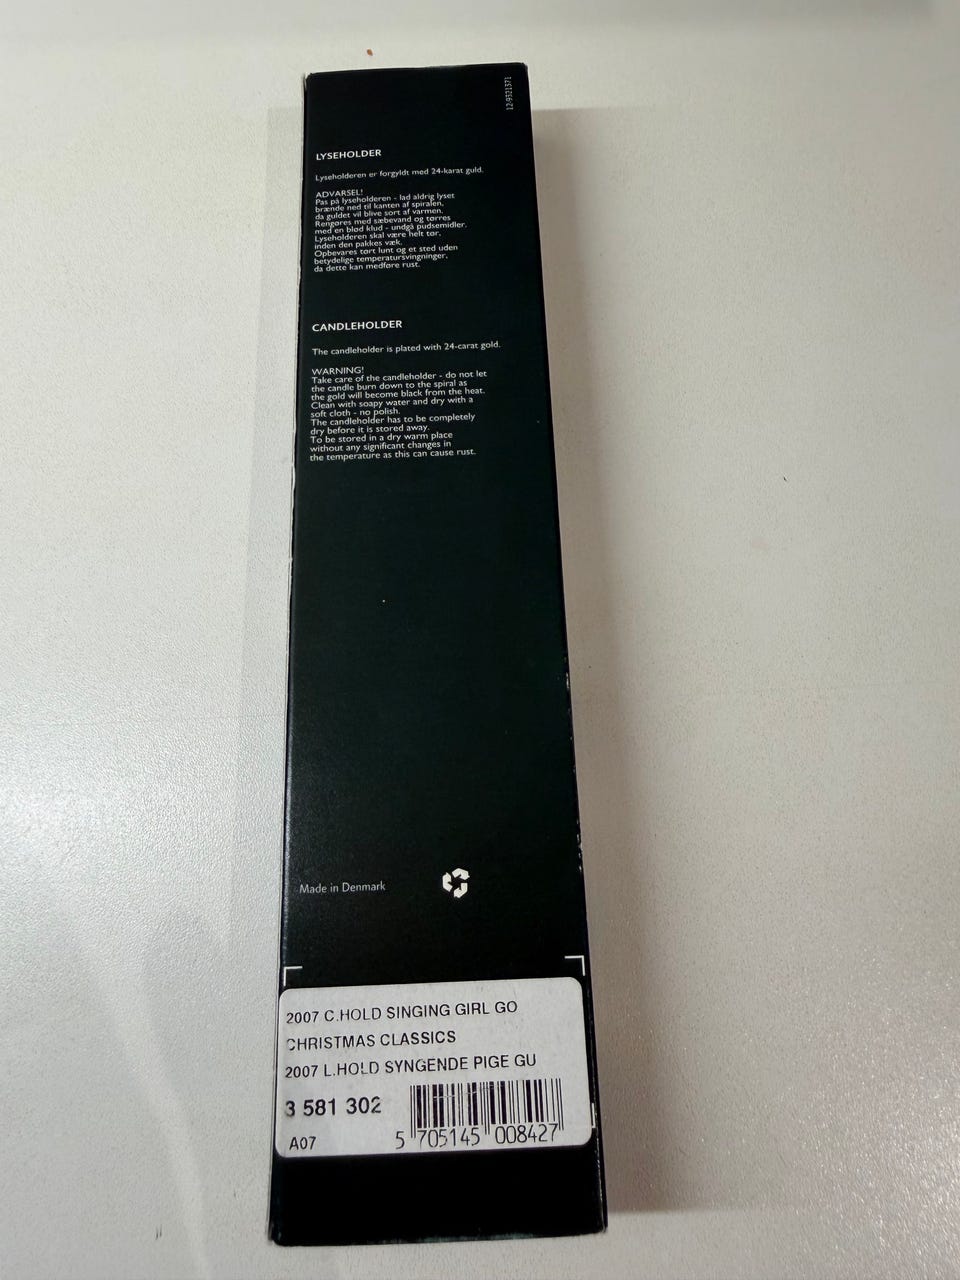 12-9321371
LYSEHOLDER
Lyseholderen er forgyldt med 24-karat guld.
ADVARSEL!
Pas på lyseholderen - lad aldrig lyset
brænde ned til kanten af spiralen,
da guldet vil blive sort af varmen.
Rengøres med sæbevand og tørres
med en blød klud - undgå pudsemidler.
Lyseholderen skal være helt tør,
inden den pakkes væk.
Opbevares tørt lunt og et sted uden
betydelige temperatursvingninger,
da dette kan medføre rust.
CANDLEHOLDER
The candleholder is plated with 24-carat gold.
WARNING!
Take care of the candleholder - do not let
the candle burn down to the spiral as
the gold will become black from the heat.
Clean with soapy water and dry with a
soft cloth - no polish.
The candleholder has to be completely
dry before it is stored away.
To be stored in a dry warm place
without any significant changes in
the temperature as this can cause rust.
Made in Denmark
2007 C.HOLD SINGING GIRL GO
CHRISTMAS CLASSICS
2007 L.HOLD SYNGENDE PIGE GU
3 581 302
A07
5 705145 008427